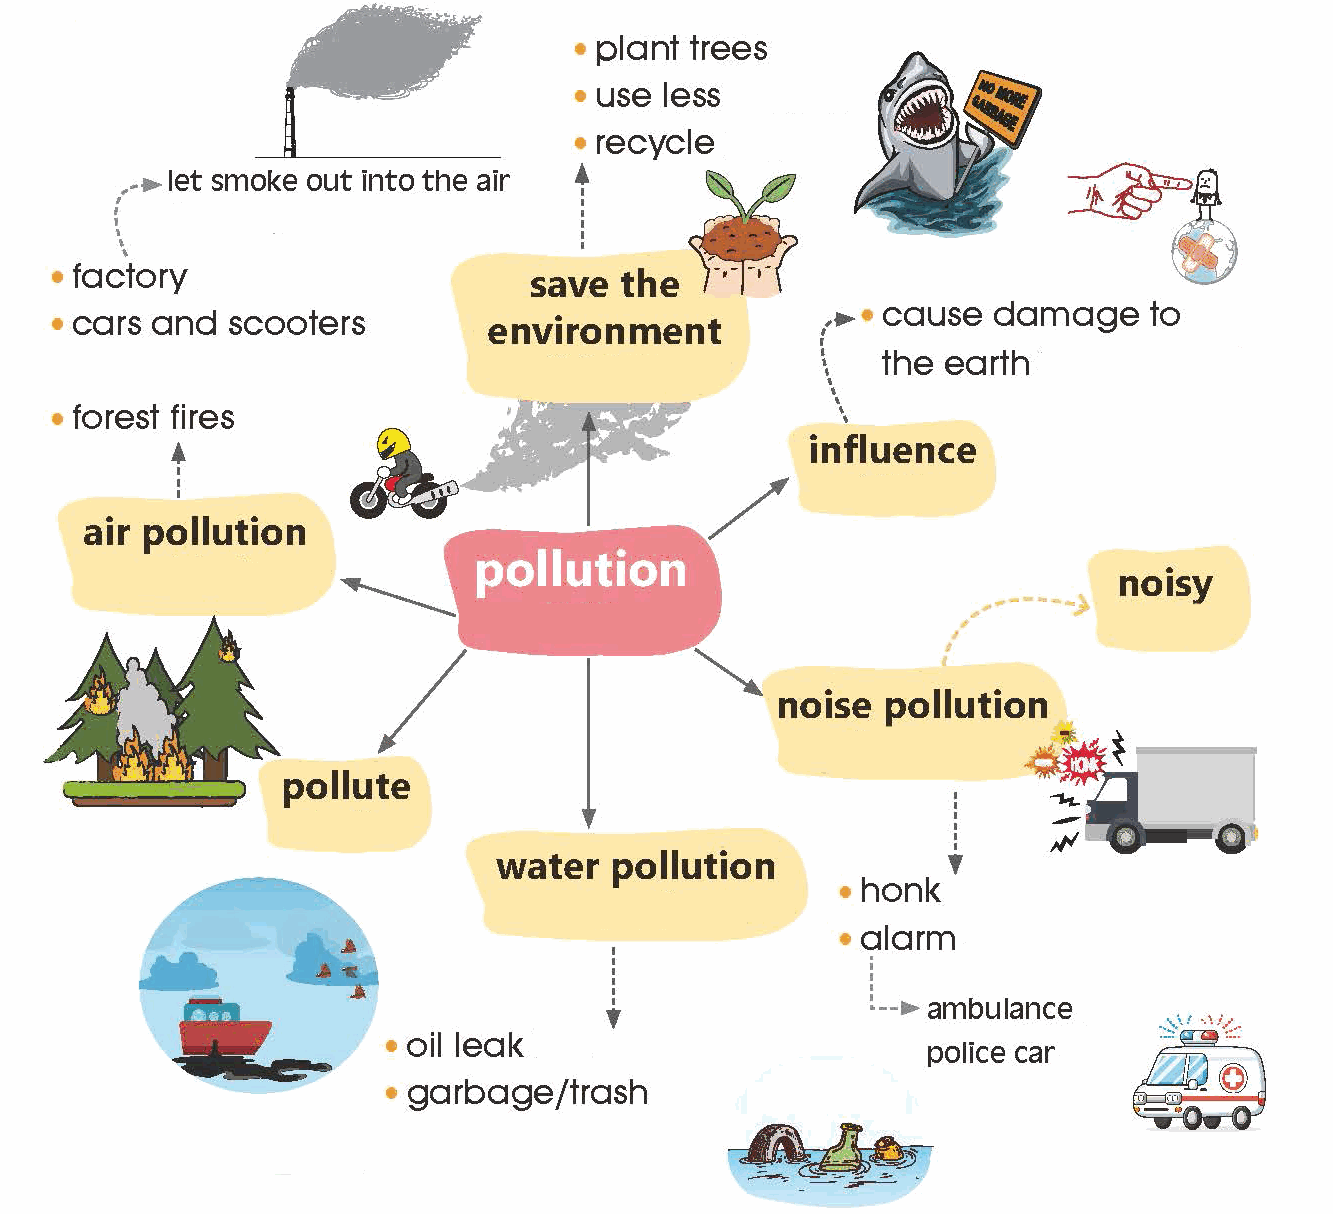 plant trees
use less
recycle
NO MORE
GARBAGE
let smoke out into the air
factory
cars and scooters
forest fires
save the
environment
cause damage to
the earth
influence
air pollution
pollution
noisy
noise pollution
HONK
pollute
water pollution
honk
alarm
ambulance
police car
oil leak
garbage/trash